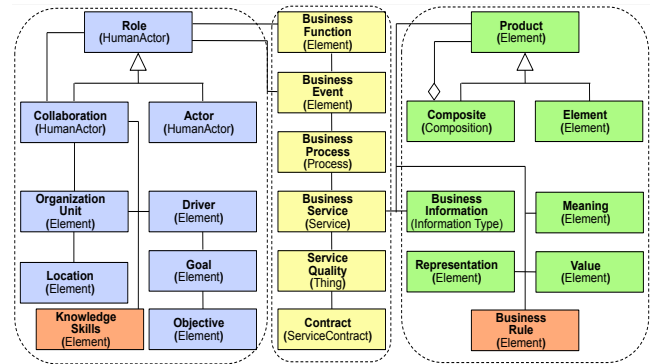 Role
(HumanActor)
Business
Function
(Element)
Product
(Element)
Business
Event
(Element)
Collaboration
(HumanActor)
Actor
(HumanActor)
Composite
(Composition)
Element
(Element)
Business
Process
(Process)
Organization
Unit
(Element)
Driver
(Element)
Business
Service
(Service)
Business
Information
(Information Type)
Meaning
(Element)
Location
(Element)
Goal
(Element)
Service
Quality
(Thing)
Representation
(Element)
Value
(Element)
Knowledge
Skills
(Element)
Objective
(Element)
Contract
(ServiceContract)
Business
Rule
(Element)